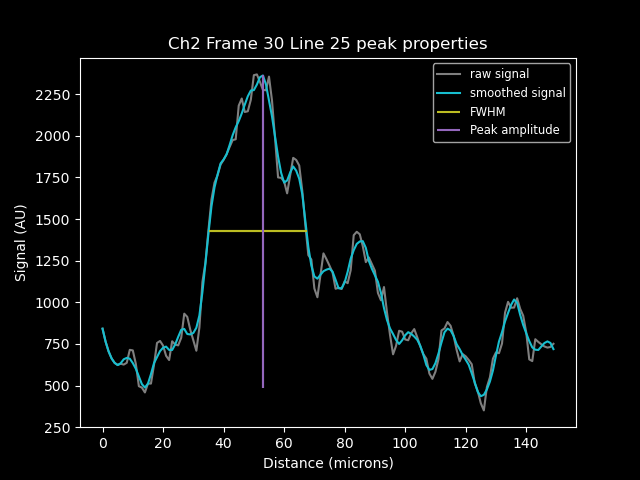 Ch2 Frame 30 Line 25 peak properties
raw signal
smoothed signal
FWHM
Peak amplitude
Signal (AU)
2250
2000
1750
1500
1250
1000
750
500
250
0 20 40 60 80 100 120 140
Distance (microns)